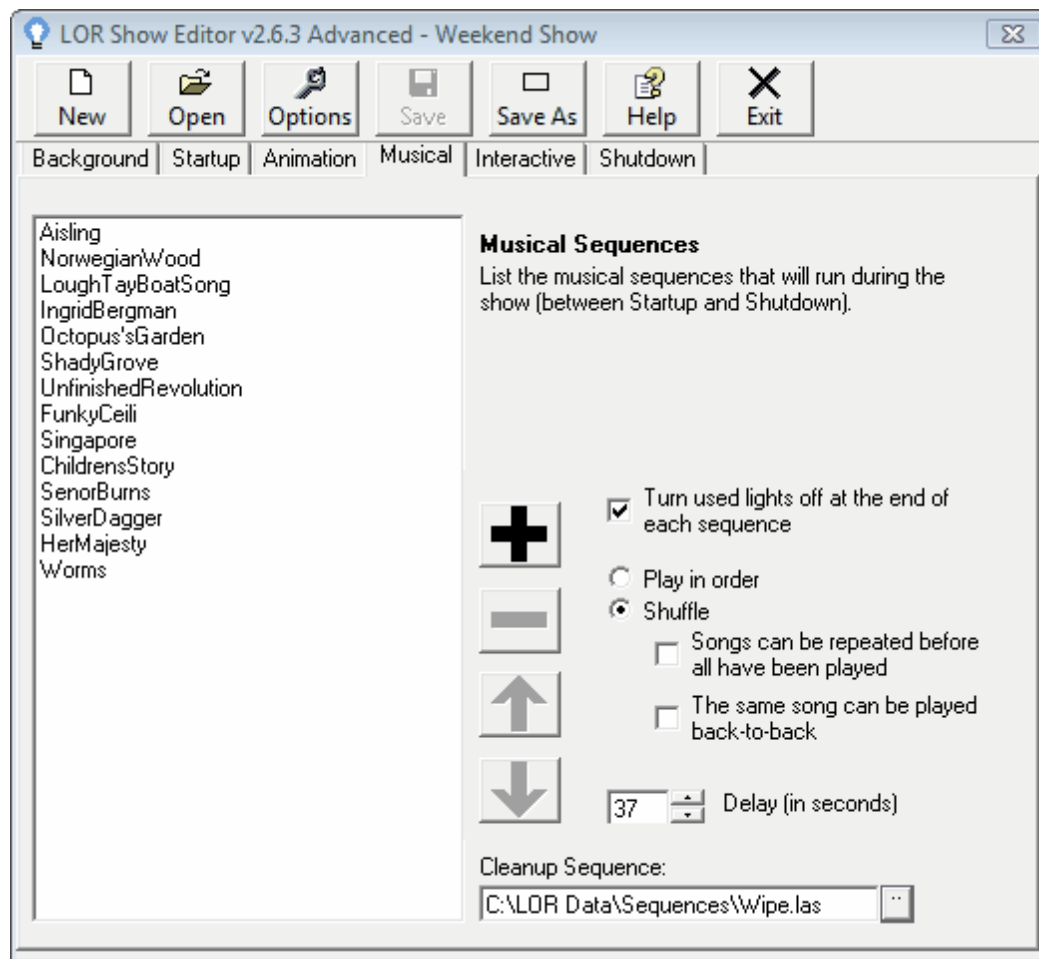 LOR Show Editor v2.6.3 Advanced - Weekend Show
New Open Options Save Save As Help Exit
Background Startup Animation Musical Interactive Shutdown
Aisling
NorwegianWood
LoughTayBoatSong
IngridBergman
Octopus'sGarden
ShadyGrove
UnfinishedRevolution
FunkyCeili
Singapore
ChildrensStory
SenorBurns
SilverDagger
HerMajesty
Worms
Musical Sequences
List the musical sequences that will run during the
show (between Startup and Shutdown).
Turn used lights off at the end of
each sequence
Play in order
Shuffle
Songs can be repeated before
all have been played
The same song can be played
back-to-back
37 Delay (in seconds)
Cleanup Sequence:
C:\LOR Data\Sequences\Wipe.las ..